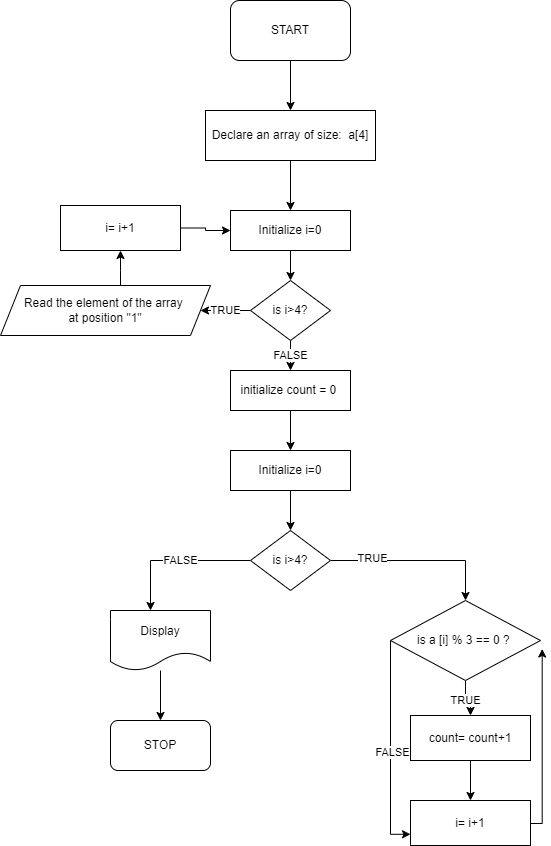 START
Declare an array of size: a[4]
i= i+1
Initialize i=0
Read the element of the array
at position "1"
TRUE
is i>4?
FALSE
initialize count = 0
Initialize i=0
FALSE
is i>4?
TRUE
Display
is a [i] % 3 == 0 ?
TRUE
STOP
count= count+1
FALSE
i= i+1